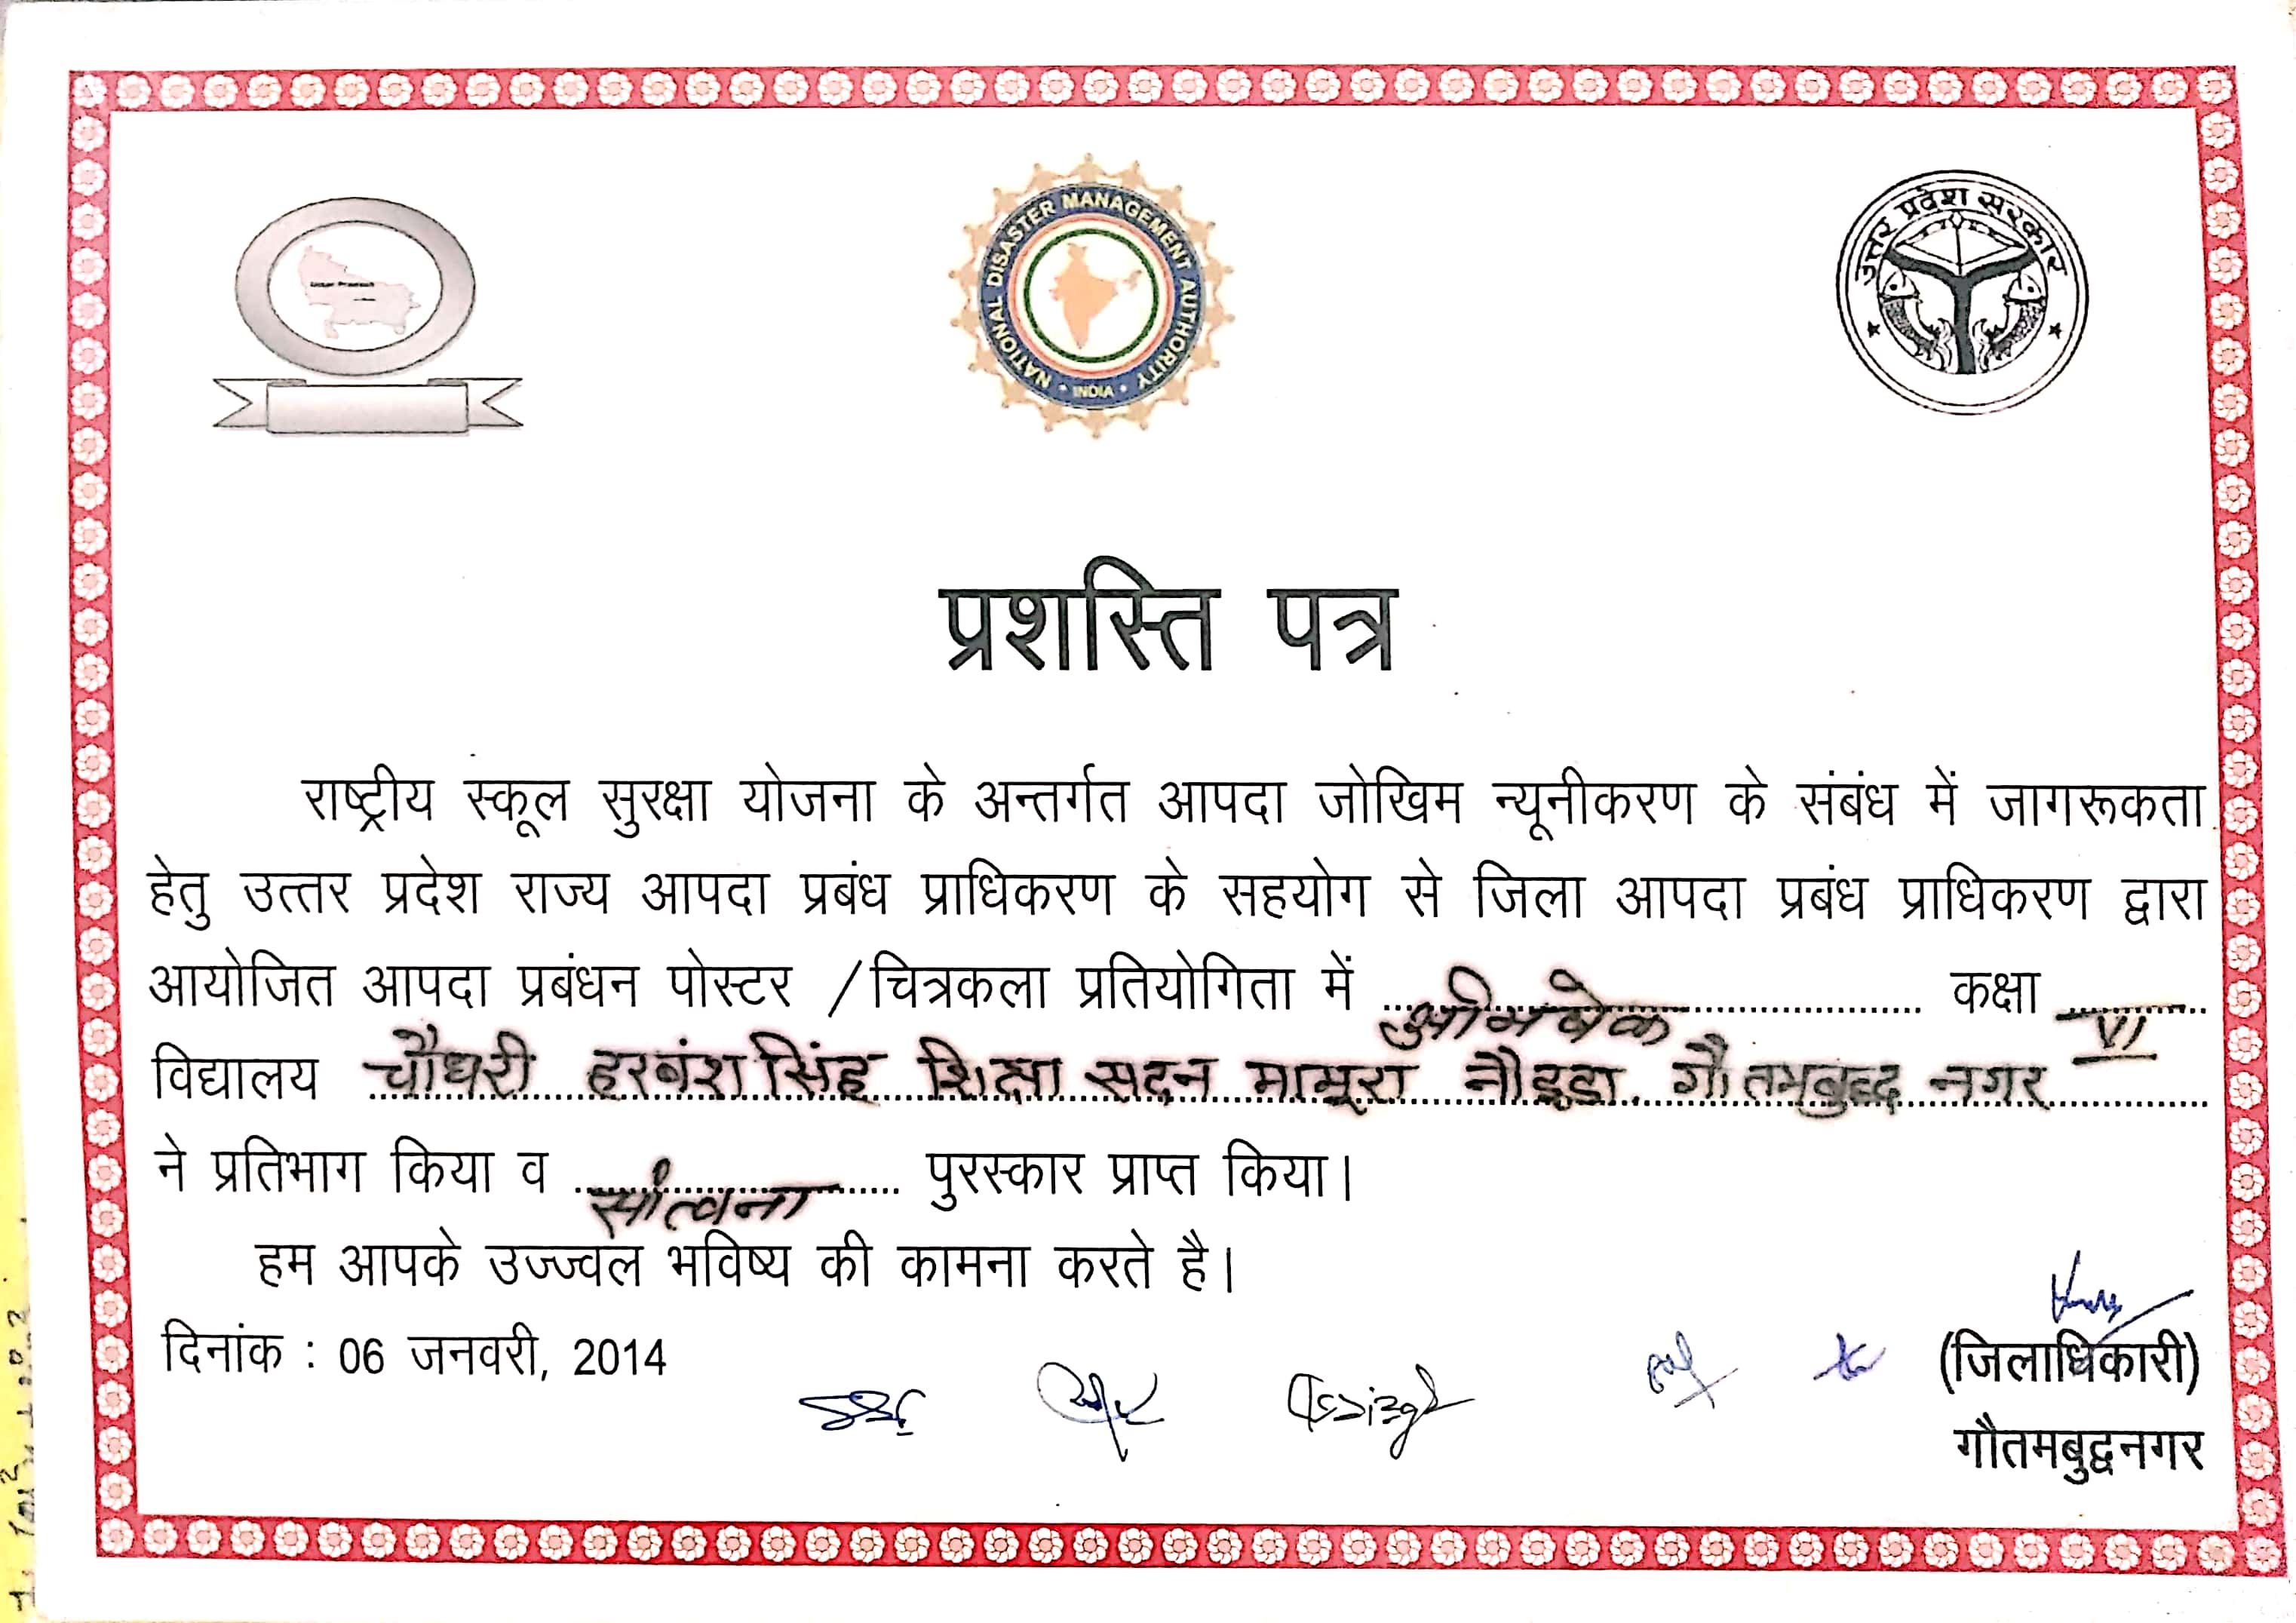 Uttar Pradesh
NATIONAL DISASTER MANAGEMENT AUTHORITY
• INDIA •
उत्तर प्रदेश सरकार
प्रशस्ति पत्र
राष्ट्रीय स्कूल सुरक्षा योजना के अन्तर्गत आपदा जोखिम न्यूनीकरण के संबंध में जागरूकता
हेतु उत्तर प्रदेश राज्य आपदा प्रबंध प्राधिकरण के सहयोग से जिला आपदा प्रबंध प्राधिकरण द्वारा
आयोजित आपदा प्रबंधन पोस्टर /चित्रकला प्रतियोगिता में ........ कक्षा VI
विद्यालय चौधरी हरबंश सिंह शिक्षा सदन मामूरा नौइडा. गौतमबुद्द नगर
ने प्रतिभाग किया व सांत्वना पुरस्कार प्राप्त किया।
हम आपके उज्ज्वल भविष्य की कामना करते है।
दिनांक : 06 जनवरी, 2014
(जिलाधिकारी)
गौतमबुद्वनगर